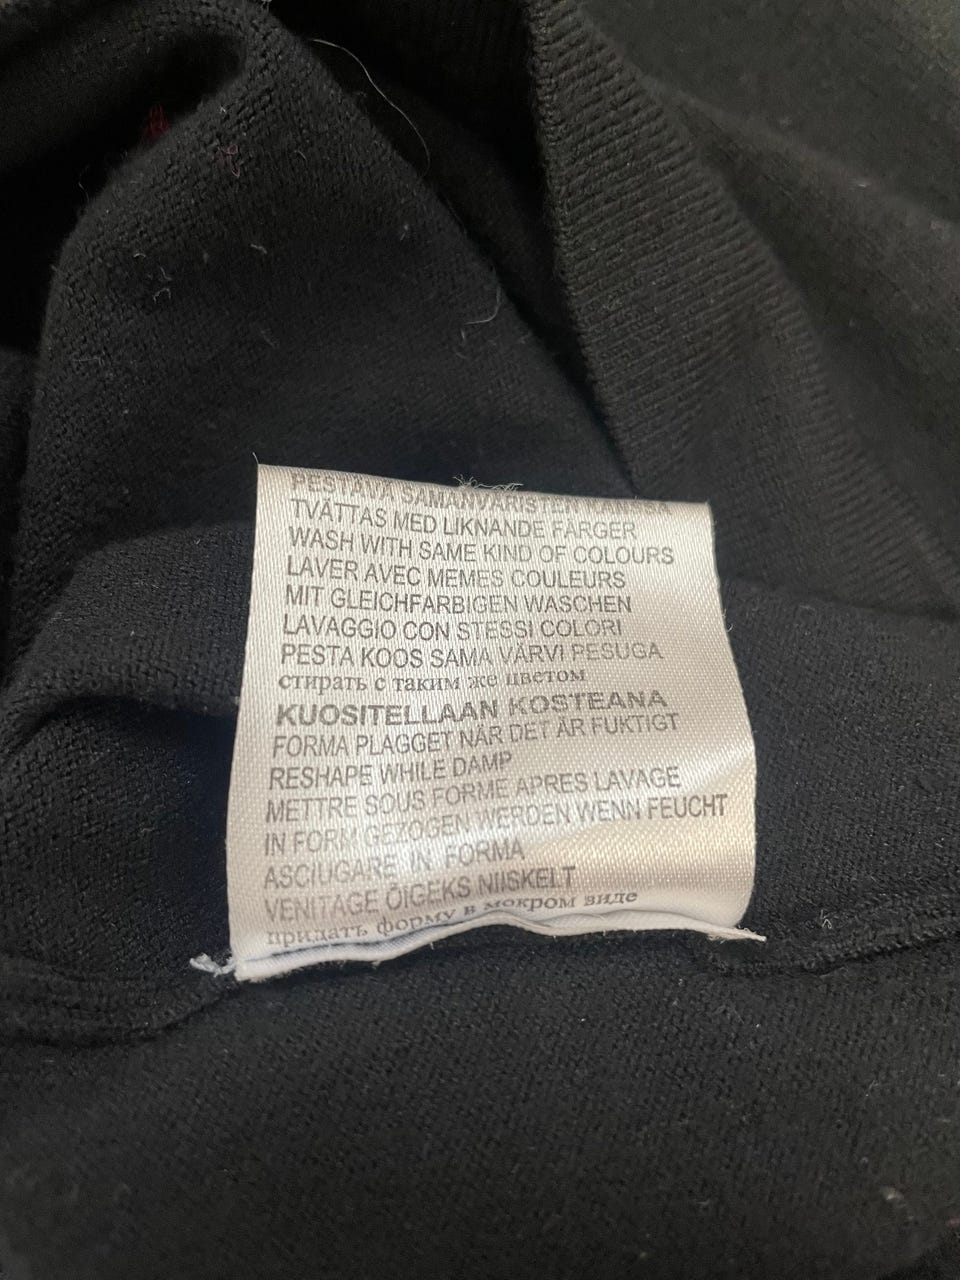 PESTÄVÄ SAMANVÄRISTEN KANSSA
TVÄTTAS MED LIKNANDE FÄRGER
WASH WITH SAME KIND OF COLOURS
LAVER AVEC MEMES COULEURS
MIT GLEICHFARBIGEN WASCHEN
LAVAGGIO CON STESSI COLORI
PESTA KOOS SAMA VÄRVI PESUGA
стирать с таким же цветом
KUOSITELLAAN KOSTEANA
FORMA PLAGGET NÄR DET ÄR FUKTIGT
RESHAPE WHILE DAMP
METTRE SOUS FORME APRES LAVAGE
IN FORM GEZOGEN WERDEN WENN FEUCHT
ASCIUGARE IN FORMA
VENITAGE ÕIGEKS NIISKELT
придать форму в мокром виде